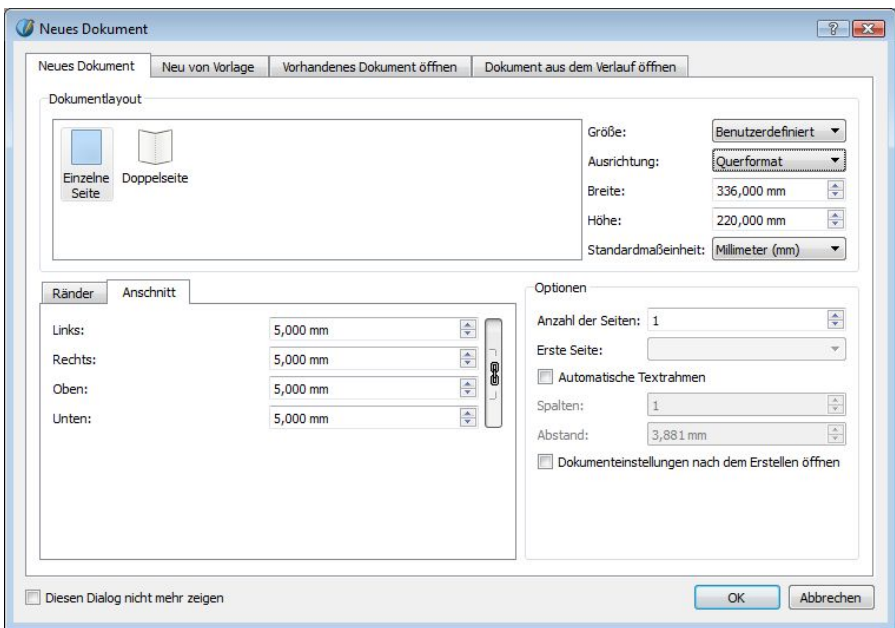 Neues Dokument
Neues Dokument Neu von Vorlage Vorhandenes Dokument öffnen Dokument aus dem Verlauf öffnen
Dokumentlayout
Einzelne
Seite
Doppelseite
Größe: Benutzerdefiniert
Ausrichtung: Querformat
Breite: 336,000 mm
Höhe: 220,000 mm
Standardmaßeinheit: Millimeter (mm)
Ränder Anschnitt
Links: 5,000 mm
Rechts: 5,000 mm
Oben: 5,000 mm
Unten: 5,000 mm
Optionen
Anzahl der Seiten: 1
Erste Seite:
Automatische Textrahmen
Spalten: 1
Abstand: 3,881 mm
Dokumenteinstellungen nach dem Erstellen öffnen
Diesen Dialog nicht mehr zeigen
OK Abbrechen